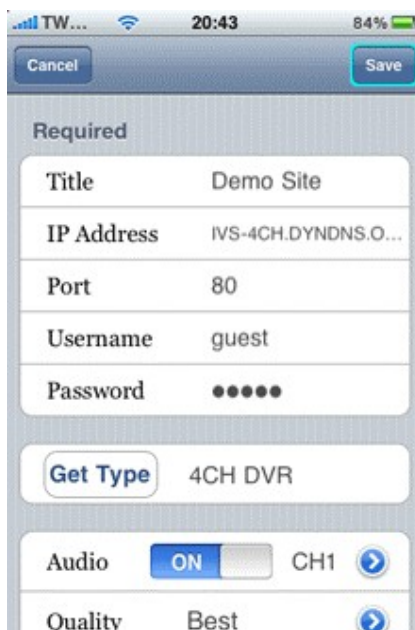 TW... 20:43 84%
Cancel Save
Required
Title Demo Site
IP Address IVS-4CH.DYNDNS.O...
Port 80
Username guest
Password ●●●●●
Get Type 4CH DVR
Audio ON CH1
Quality Best